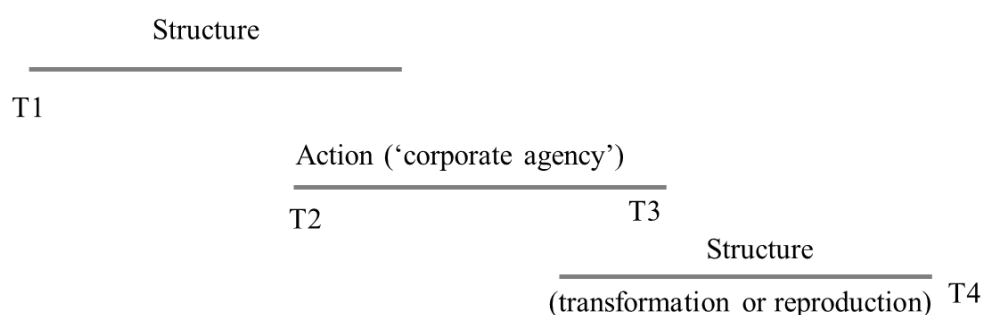 Structure
T1
Action (‘corporate agency’)
T2
T3
Structure
(transformation or reproduction)
T4